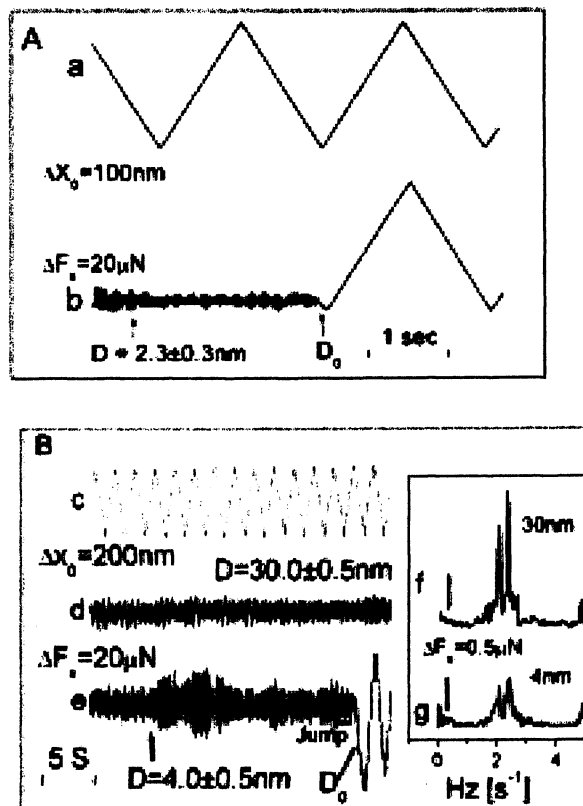 A
a
ΔX₀=100nm
ΔFₛ=20μN
b
D = 2.3±0.3nm
D₀
1 sec
B
c
Δx₀=200nm
D=30.0±0.5nm
d
ΔFₛ=20μN
e
Jump
5 S
D=4.0±0.5nm
D₀
30nm
f
ΔFₛ=0.5μN
4nm
g
0 2 4
Hz [s⁻¹]